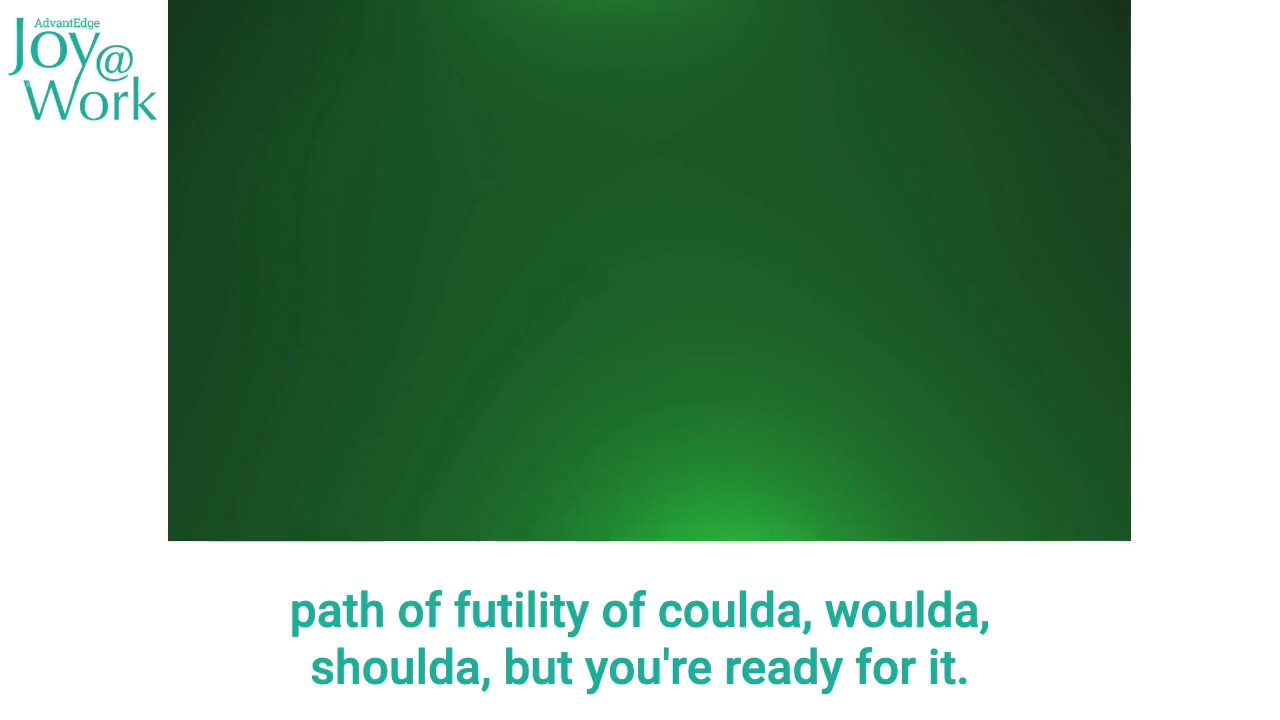 AdvantEdge
Joy@
Work
path of futility of coulda, woulda,
shoulda, but you're ready for it.